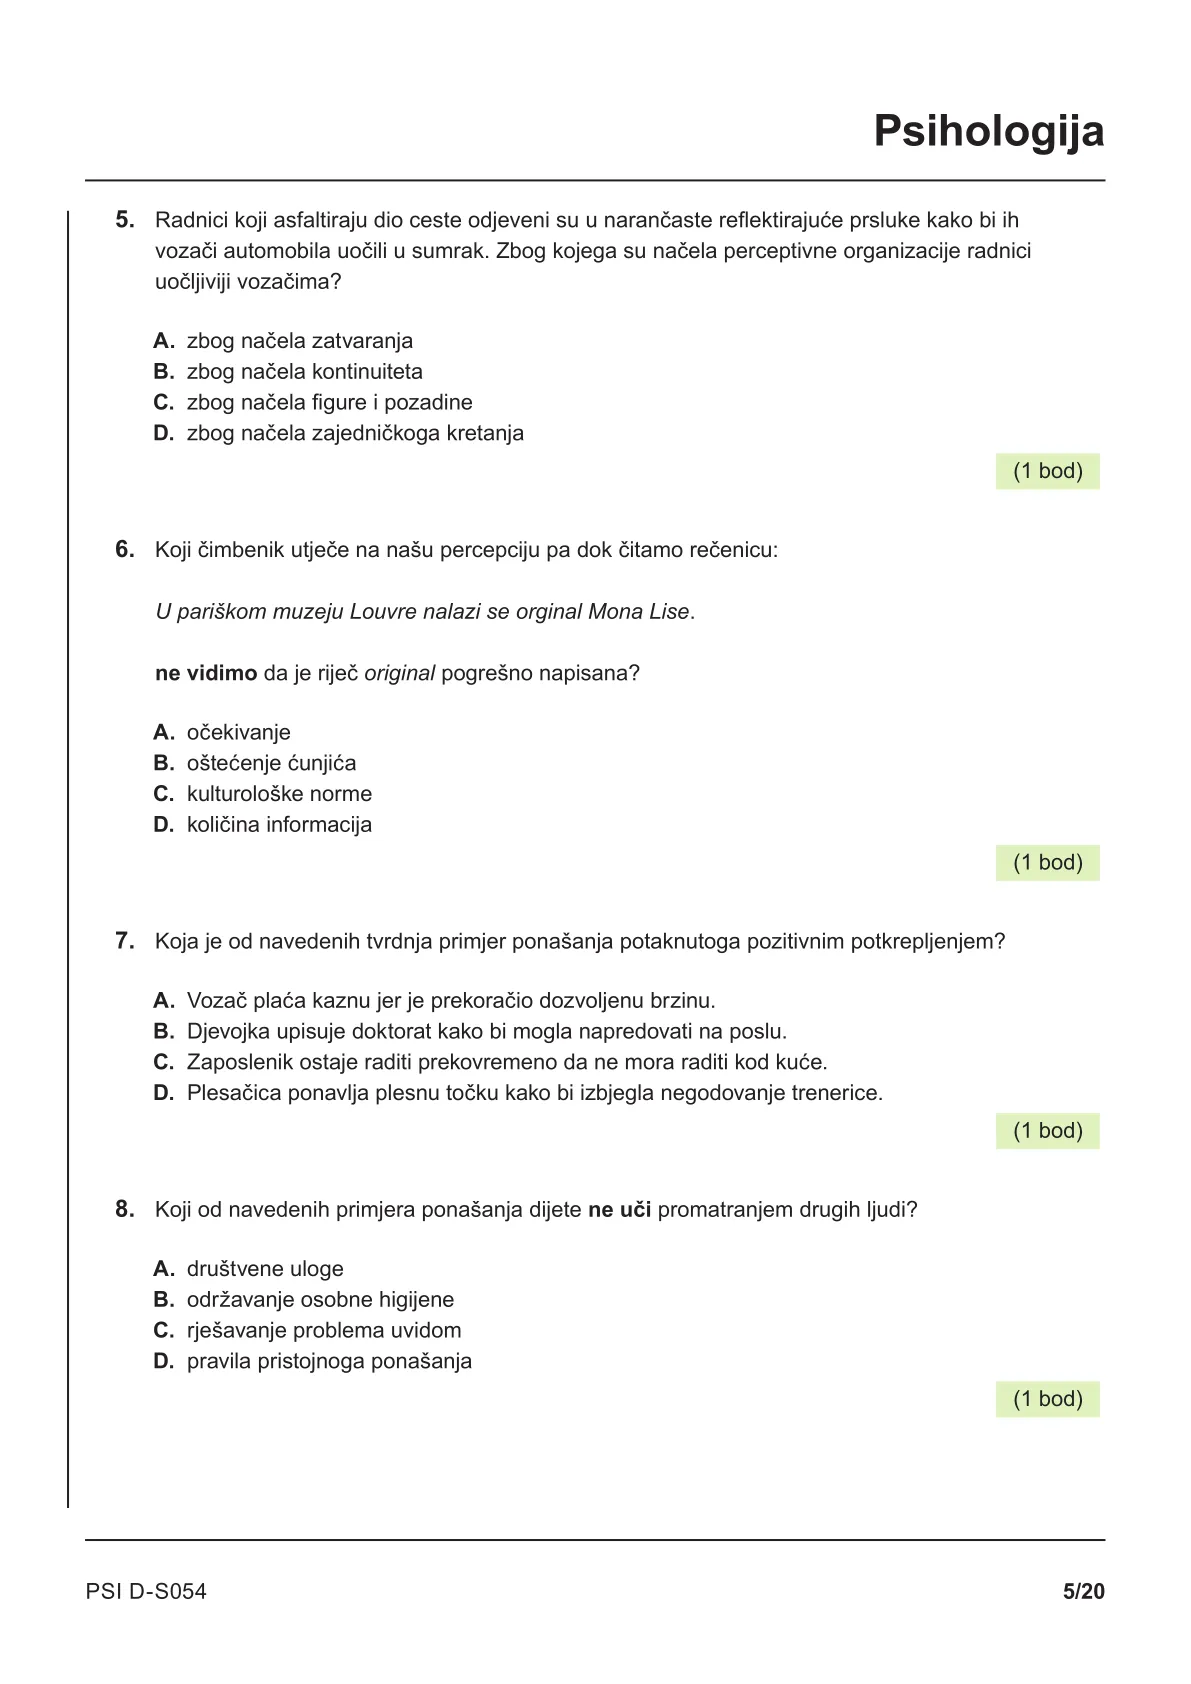 Psihologija
5. Radnici koji asfaltiraju dio ceste odjeveni su u narančaste reflektirajuće prsluke kako bi ih
vozači automobila uočili u sumrak. Zbog kojega su načela perceptivne organizacije radnici
uočljiviji vozačima?
A. zbog načela zatvaranja
B. zbog načela kontinuiteta
C. zbog načela figure i pozadine
D. zbog načela zajedničkoga kretanja
(1 bod)
6. Koji čimbenik utječe na našu percepciju pa dok čitamo rečenicu:
U pariškom muzeju Louvre nalazi se orginal Mona Lise.
ne vidimo da je riječ original pogrešno napisana?
A. očekivanje
B. oštećenje ćunjića
C. kulturološke norme
D. količina informacija
(1 bod)
7. Koja je od navedenih tvrdnja primjer ponašanja potaknutoga pozitivnim potkrepljenjem?
A. Vozač plaća kaznu jer je prekoračio dozvoljenu brzinu.
B. Djevojka upisuje doktorat kako bi mogla napredovati na poslu.
C. Zaposlenik ostaje raditi prekovremeno da ne mora raditi kod kuće.
D. Plesačica ponavlja plesnu točku kako bi izbjegla negodovanje trenerice.
(1 bod)
8. Koji od navedenih primjera ponašanja dijete ne uči promatranjem drugih ljudi?
A. društvene uloge
B. održavanje osobne higijene
C. rješavanje problema uvidom
D. pravila pristojnoga ponašanja
(1 bod)
PSI D-S054
5/20